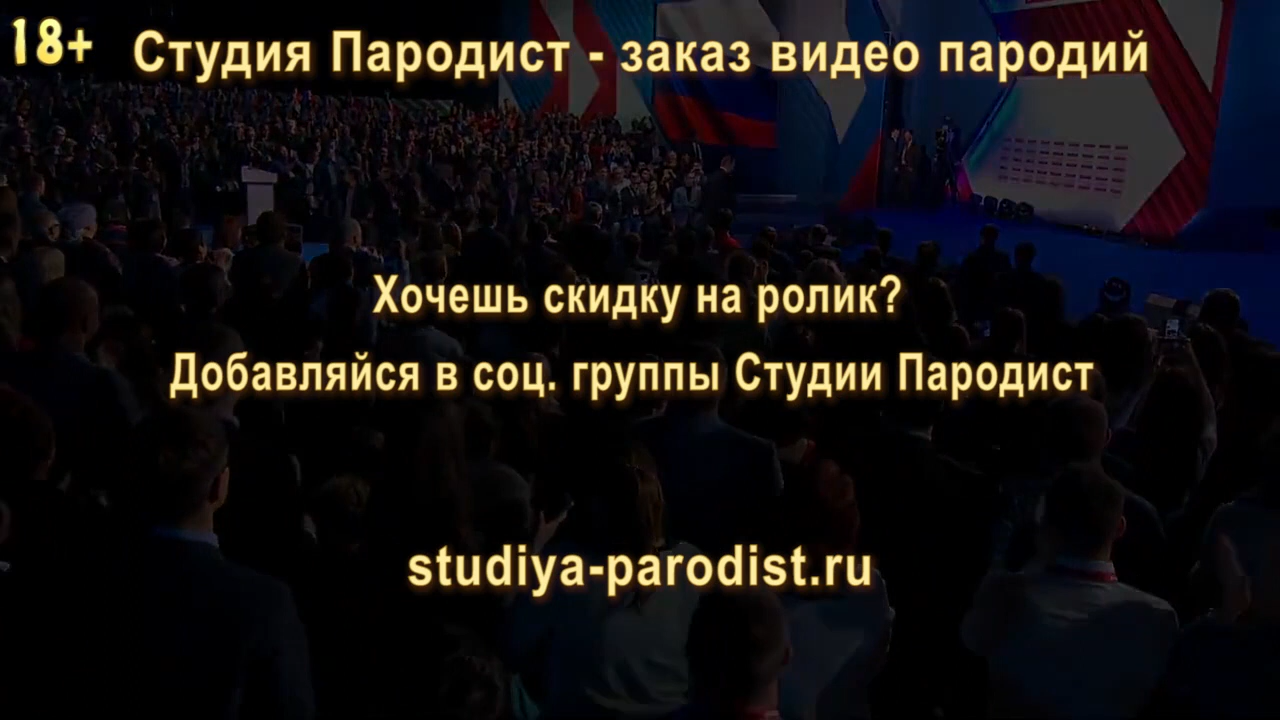 18+ Студия Пародист - заказ видео пародий
Хочешь скидку на ролик?
Добавляйся в соц. группы Студии Пародист
studiya-parodist.ru